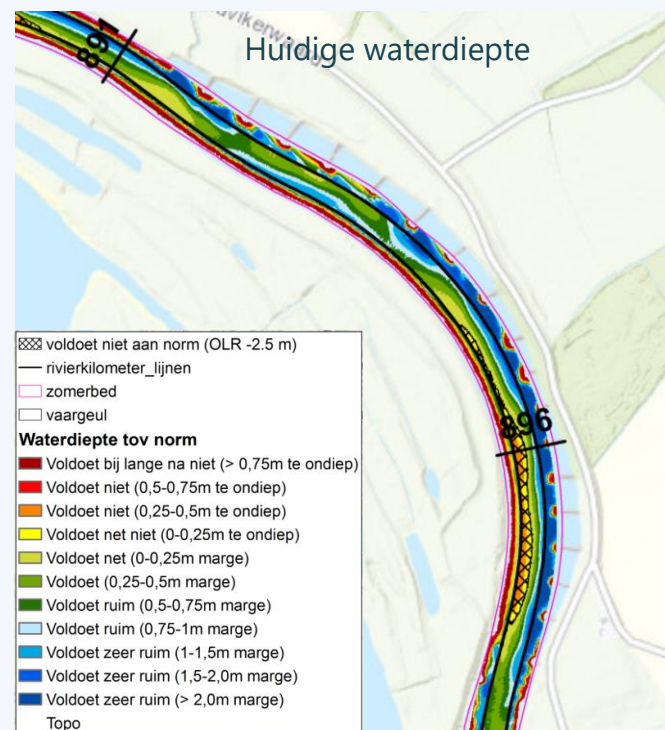 Huidige waterdiepte
891
896
voldoet niet aan norm (OLR -2.5 m)
rivierkilometer_lijnen
zomerbed
vaargeul
Waterdiepte tov norm
Voldoet bij lange na niet (> 0,75m te ondiep)
Voldoet niet (0,5-0,75m te ondiep)
Voldoet niet (0,25-0,5m te ondiep)
Voldoet net niet (0-0,25m te ondiep)
Voldoet net (0-0,25m marge)
Voldoet (0,25-0,5m marge)
Voldoet ruim (0,5-0,75m marge)
Voldoet ruim (0,75-1m marge)
Voldoet zeer ruim (1-1,5m marge)
Voldoet zeer ruim (1,5-2,0m marge)
Voldoet zeer ruim (> 2,0m marge)
Topo